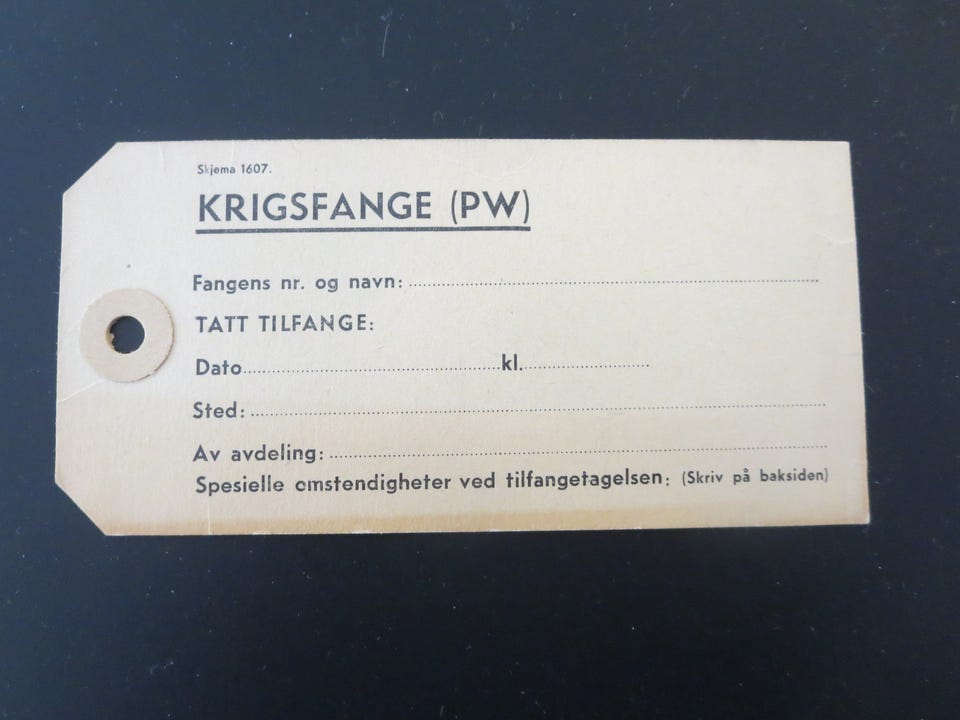 Skjema 1607.
KRIGSFANGE (PW)
Fangens nr. og navn:
TATT TILFANGE:
Dato kl.
Sted:
Av avdeling:
Spesielle omstendigheter ved tilfangetagelsen: (Skriv på baksiden)